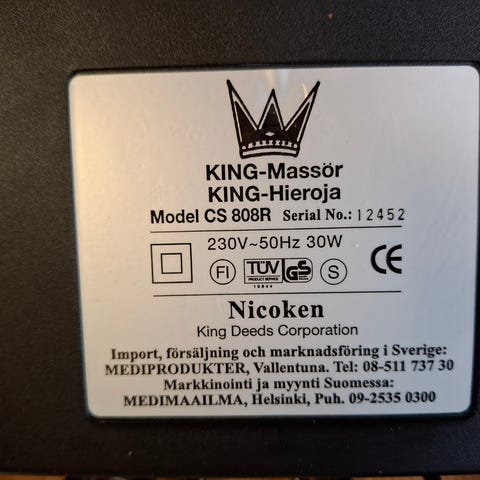 KING-Massör
KING-Hieroja
Model CS 808R Serial No.: 12452
230V~50Hz 30W
FI TÜV PRODUCT SERVICE GS S CE
Nicoken
King Deeds Corporation
Import, försäljning och marknadsföring i Sverige:
MEDIPRODUKTER, Vallentuna. Tel: 08-511 737 30
Markkinointi ja myynti Suomessa:
MEDIMAAILMA, Helsinki, Puh. 09-2535 0300